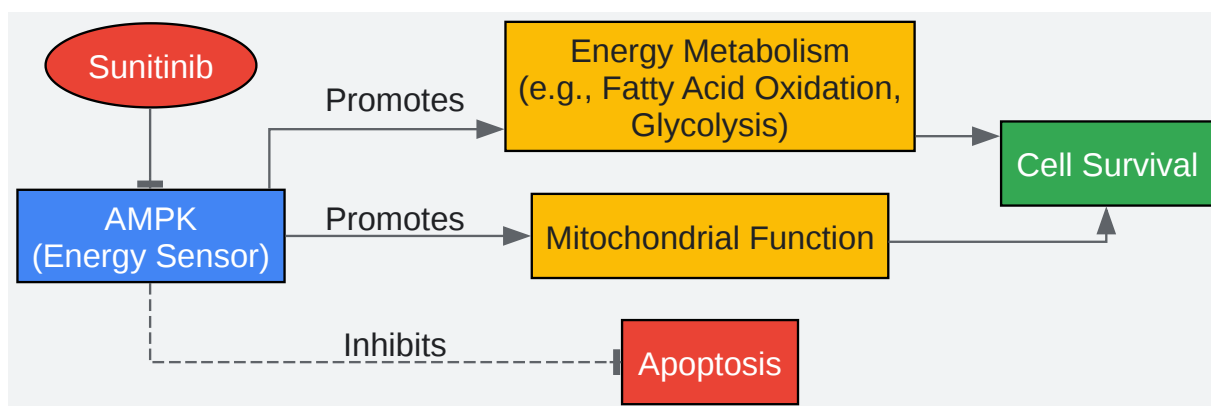 Sunitinib
Promotes
Energy Metabolism
(e.g., Fatty Acid Oxidation,
Glycolysis)
Cell Survival
AMPK
(Energy Sensor)
Promotes
Mitochondrial Function
Inhibits
Apoptosis